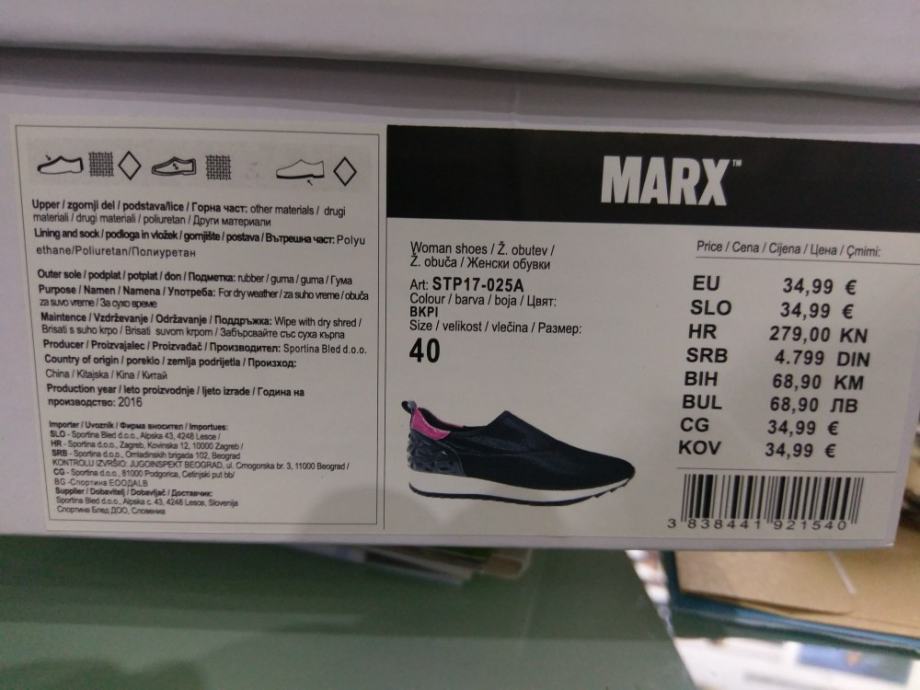 Upper / zgornji del / podstava/lice / Горна част: other materials / drugi
materiali / drugi materiali / poliuretan / Други материали
Lining and sock / podloga in vložek / gornjište / postava / Вътрешна част: Polyu
ethane/Poliuretan/Полиуретан
Outer sole / podplat / potplat / đon / Подметка: rubber / guma / guma / Гума
Purpose / Namen / Namena / Употреба: For dry weather / za suho vreme / obuća
za suvo vreme / За сухо време
Maintence / Vzdrževanje / Održavanje / Поддръжка: Wipe with dry shred /
Brisati s suho krpo / Brisati suvom krpom / Забърсвайте със суха кърпа
Producer / Proizvajalec / Proizvađač / Производител: Sportina Bled d.o.o.
Country of origin / poreklo / zemlja podrijetla / Произход:
China / Kitajska / Kina / Китай
Production year / leto proizvodnje / ljeto izrade / Година на
производство: 2016
Importer / Uvoznik / Фирма вносител / Importues:
SLO - Sportina Bled d.o.o., Alpska 43, 4248 Lesce /
HR - Sportina d.o.o., Zagreb, Kovinska 12, 10000 Zagreb /
SRB - Sportina d.o.o., Omladinskih brigada 102, Beograd
KONTROLU IZVRŠIO: JUGOINSPEKT BEOGRAD, ul. Crnogorska br. 3, 11000 Beograd /
CG - Sportina d.o.o., 81000 Podgorica, Cetinjski put bb/
BG -Спортина ЕООДALB
Supplier / Dobavitelj / Dobavljač / Доставчик:
Sportina Bled d.o.o., Alpska c. 43, 4248 Lesce, Slovenija
Спортина Блед ДОО, Словения
MARX™
Woman shoes / Ž. obutev /
Ž. obuča / Женски обувки
Art: STP17-025A
Colour / barva / boja / Цвят:
BKPI
Size / velikost / vlečina / Размер:
40
Price / Cena / Cijena / Цена / Çmimi:
EU 34,99 €
SLO 34,99 €
HR 279,00 KN
SRB 4.799 DIN
BIH 68,90 KM
BUL 68,90 ЛВ
CG 34,99 €
KOV 34,99 €
3 838441 921540